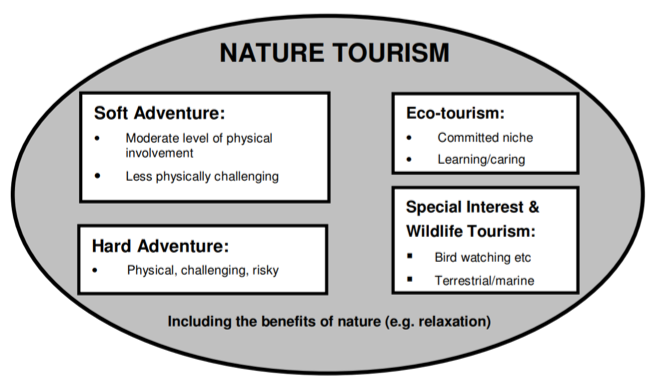 NATURE TOURISM
Soft Adventure:
• Moderate level of physical
involvement
• Less physically challenging
Hard Adventure:
• Physical, challenging, risky
Eco-tourism:
• Committed niche
• Learning/caring
Special Interest &
Wildlife Tourism:
▪ Bird watching etc
▪ Terrestrial/marine
Including the benefits of nature (e.g. relaxation)